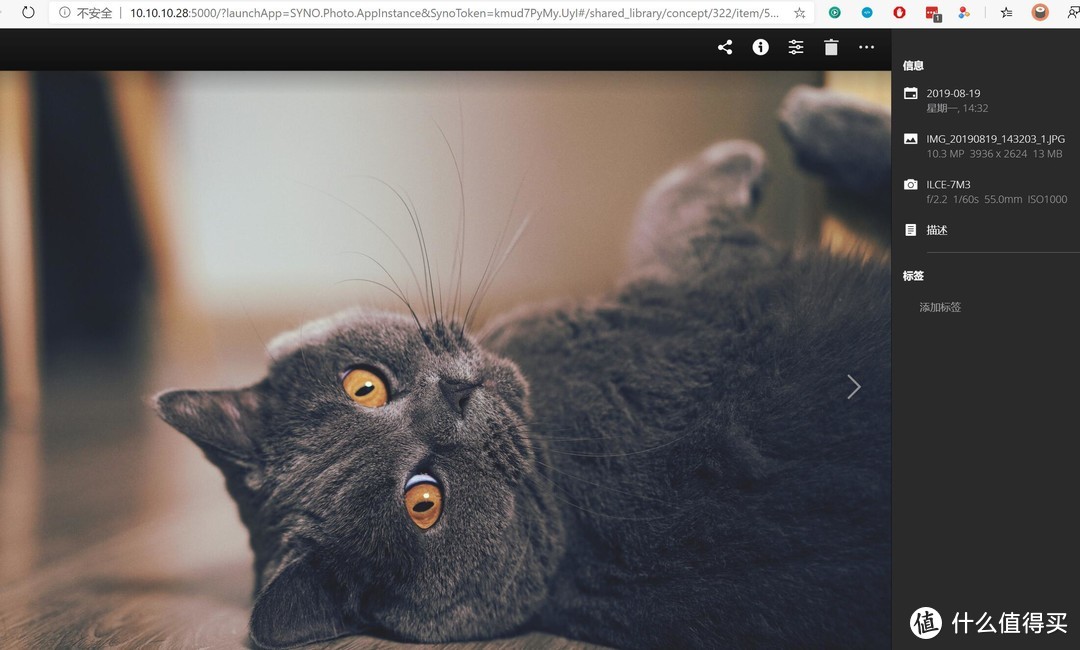 不安全 10.10.10.28:5000/?launchApp=SYNO.Photo.AppInstance&SynoToken=kmud7PyMy.Uyl#/shared_library/concept/322/item/5...
1
信息
2019-08-19
星期一, 14:32
IMG_20190819_143203_1.JPG
10.3 MP 3936 x 2624 13 MB
ILCE-7M3
f/2.2 1/60s 55.0mm ISO1000
描述
标签
添加标签
值 什么值得买